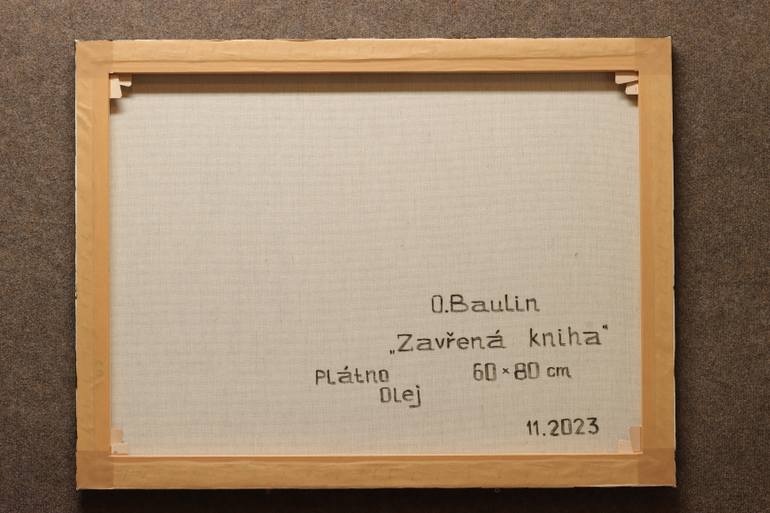 O.Baulin
„Zavřená kniha“
Plátno 60×80 cm
Olej
11.2023